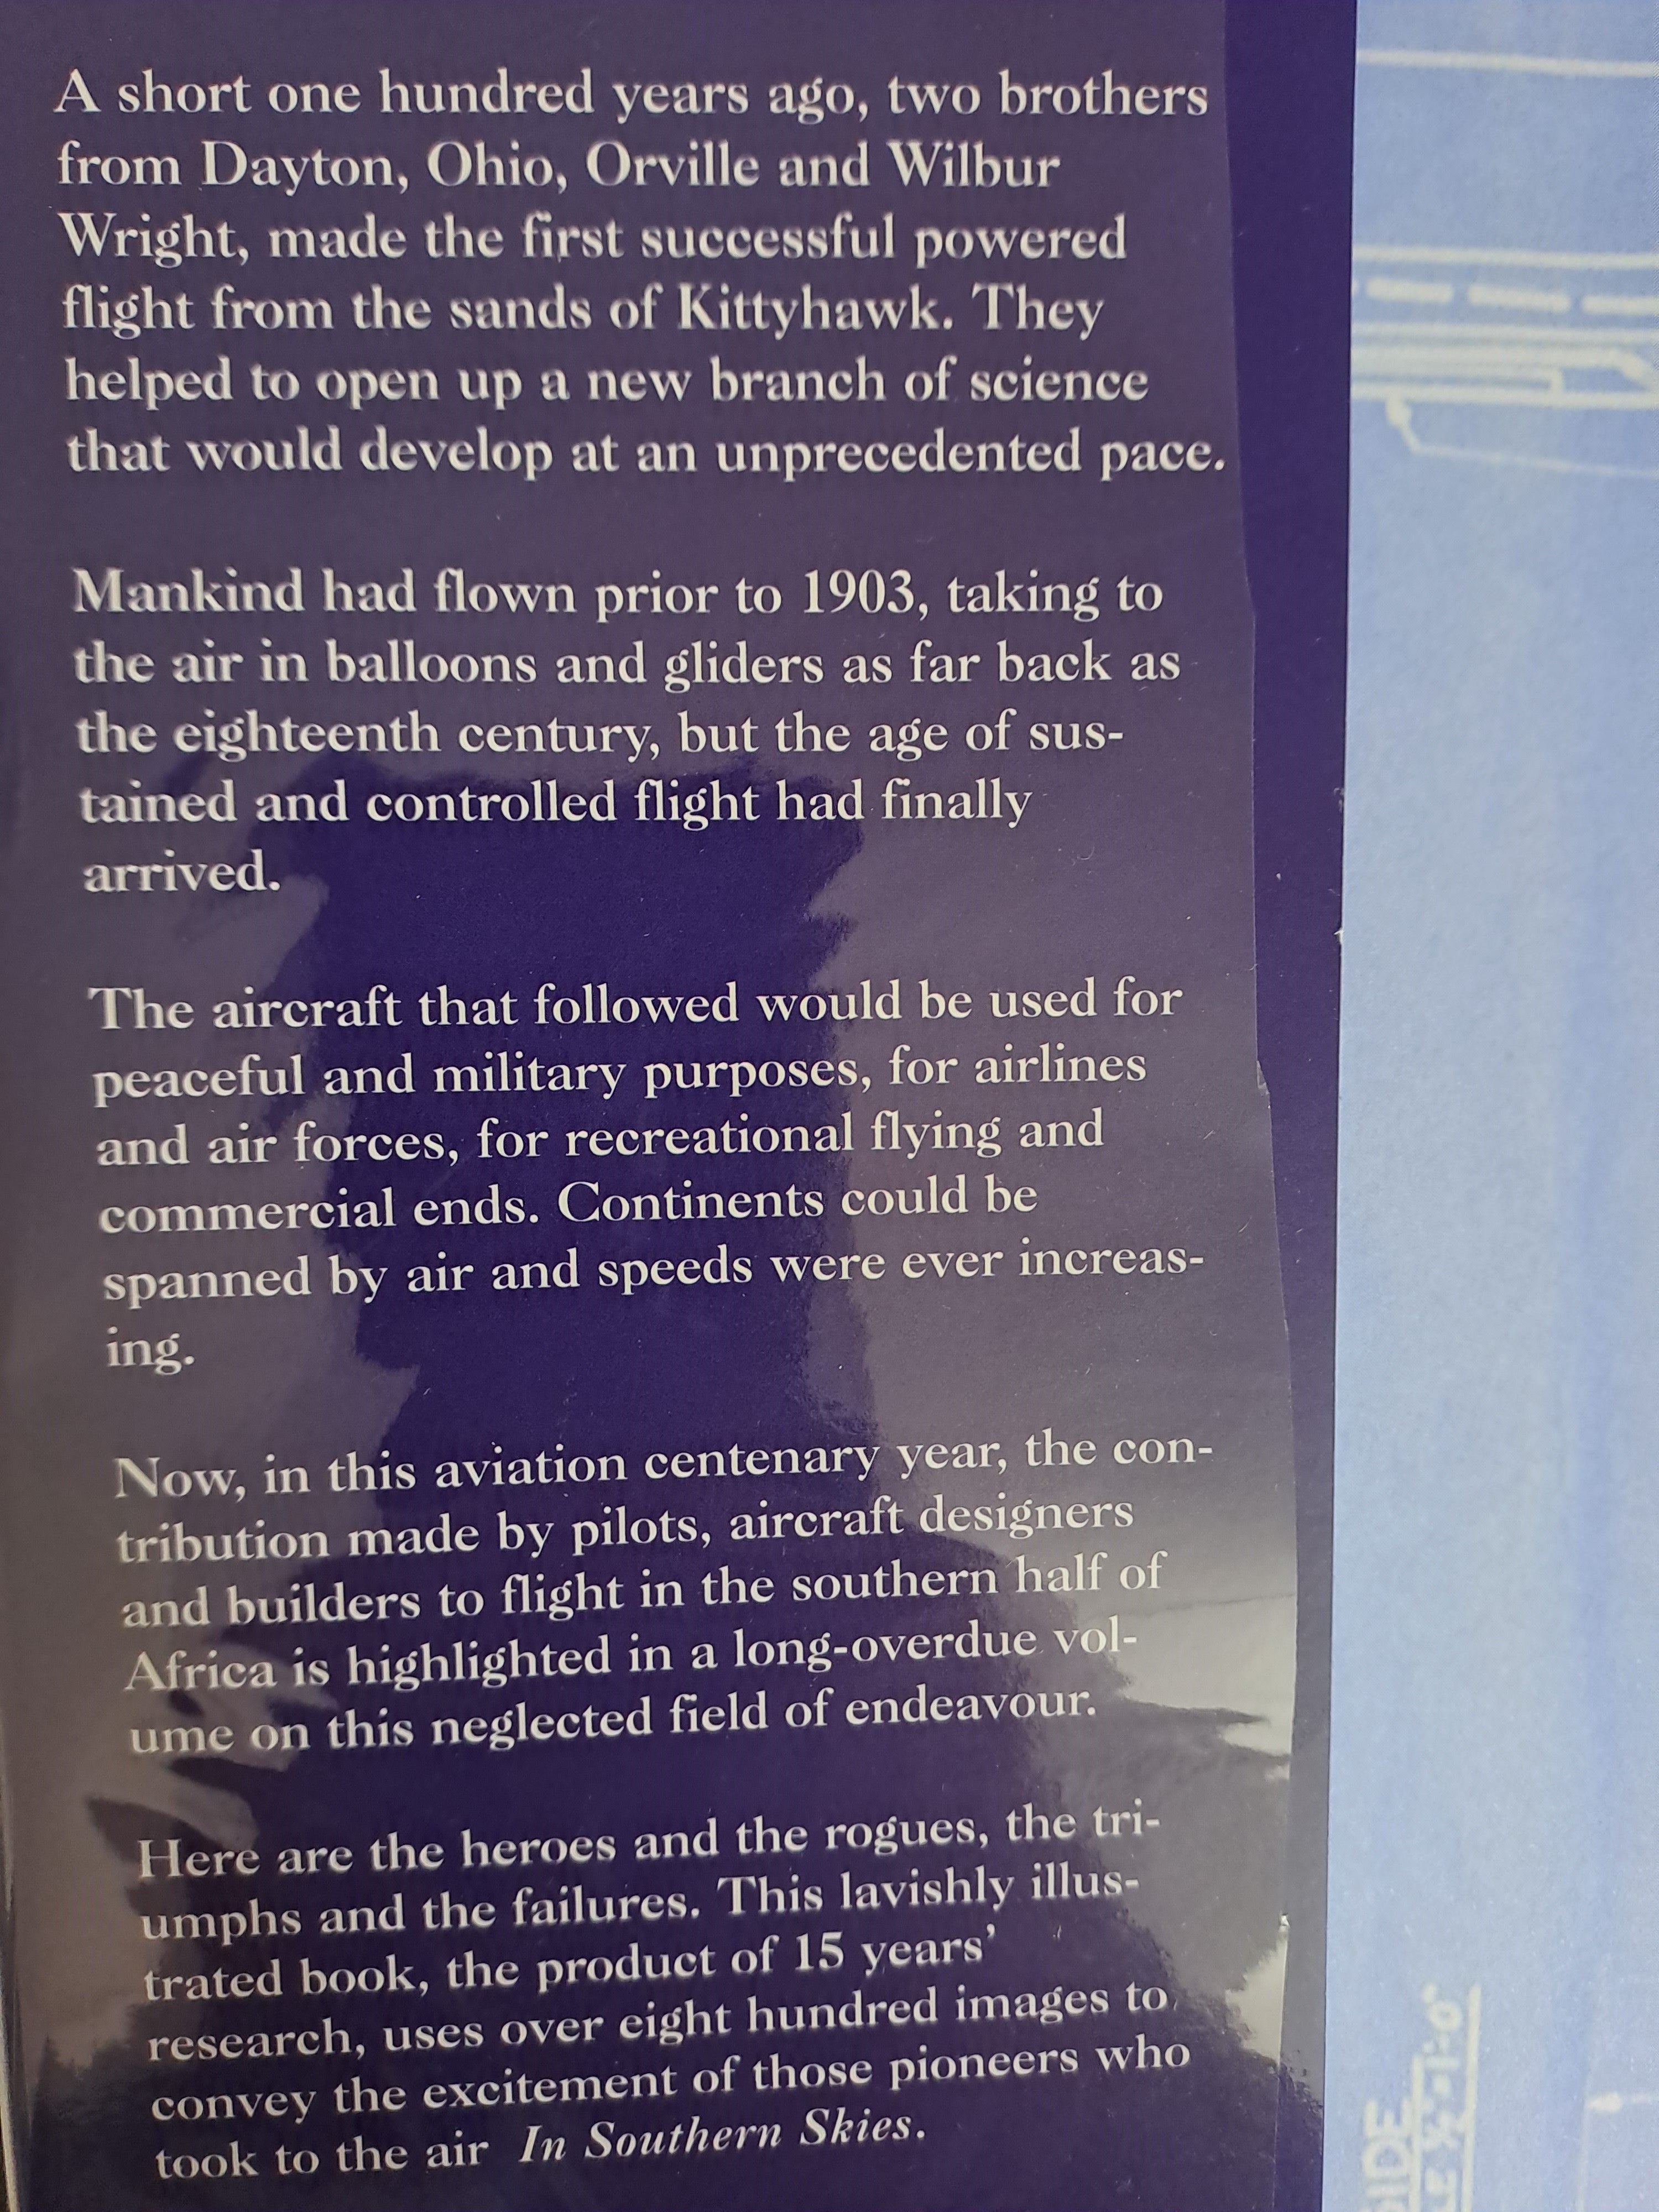 A short one hundred years ago, two brothers
from Dayton, Ohio, Orville and Wilbur
Wright, made the first successful powered
flight from the sands of Kittyhawk. They
helped to open up a new branch of science
that would develop at an unprecedented pace.
Mankind had flown prior to 1903, taking to
the air in balloons and gliders as far back as
the eighteenth century, but the age of sus-
tained and controlled flight had finally
arrived.
The aircraft that followed would be used for
peaceful and military purposes, for airlines
and air forces, for recreational flying and
commercial ends. Continents could be
spanned by air and speeds were ever increas-
ing.
Now, in this aviation centenary year, the con-
tribution made by pilots, aircraft designers
and builders to flight in the southern half of
Africa is highlighted in a long-overdue vol-
ume on this neglected field of endeavour.
Here are the heroes and the rogues, the tri-
umphs and the failures. This lavishly illus-
trated book, the product of 15 years'
research, uses over eight hundred images to
convey the excitement of those pioneers who
took to the air In Southern Skies.